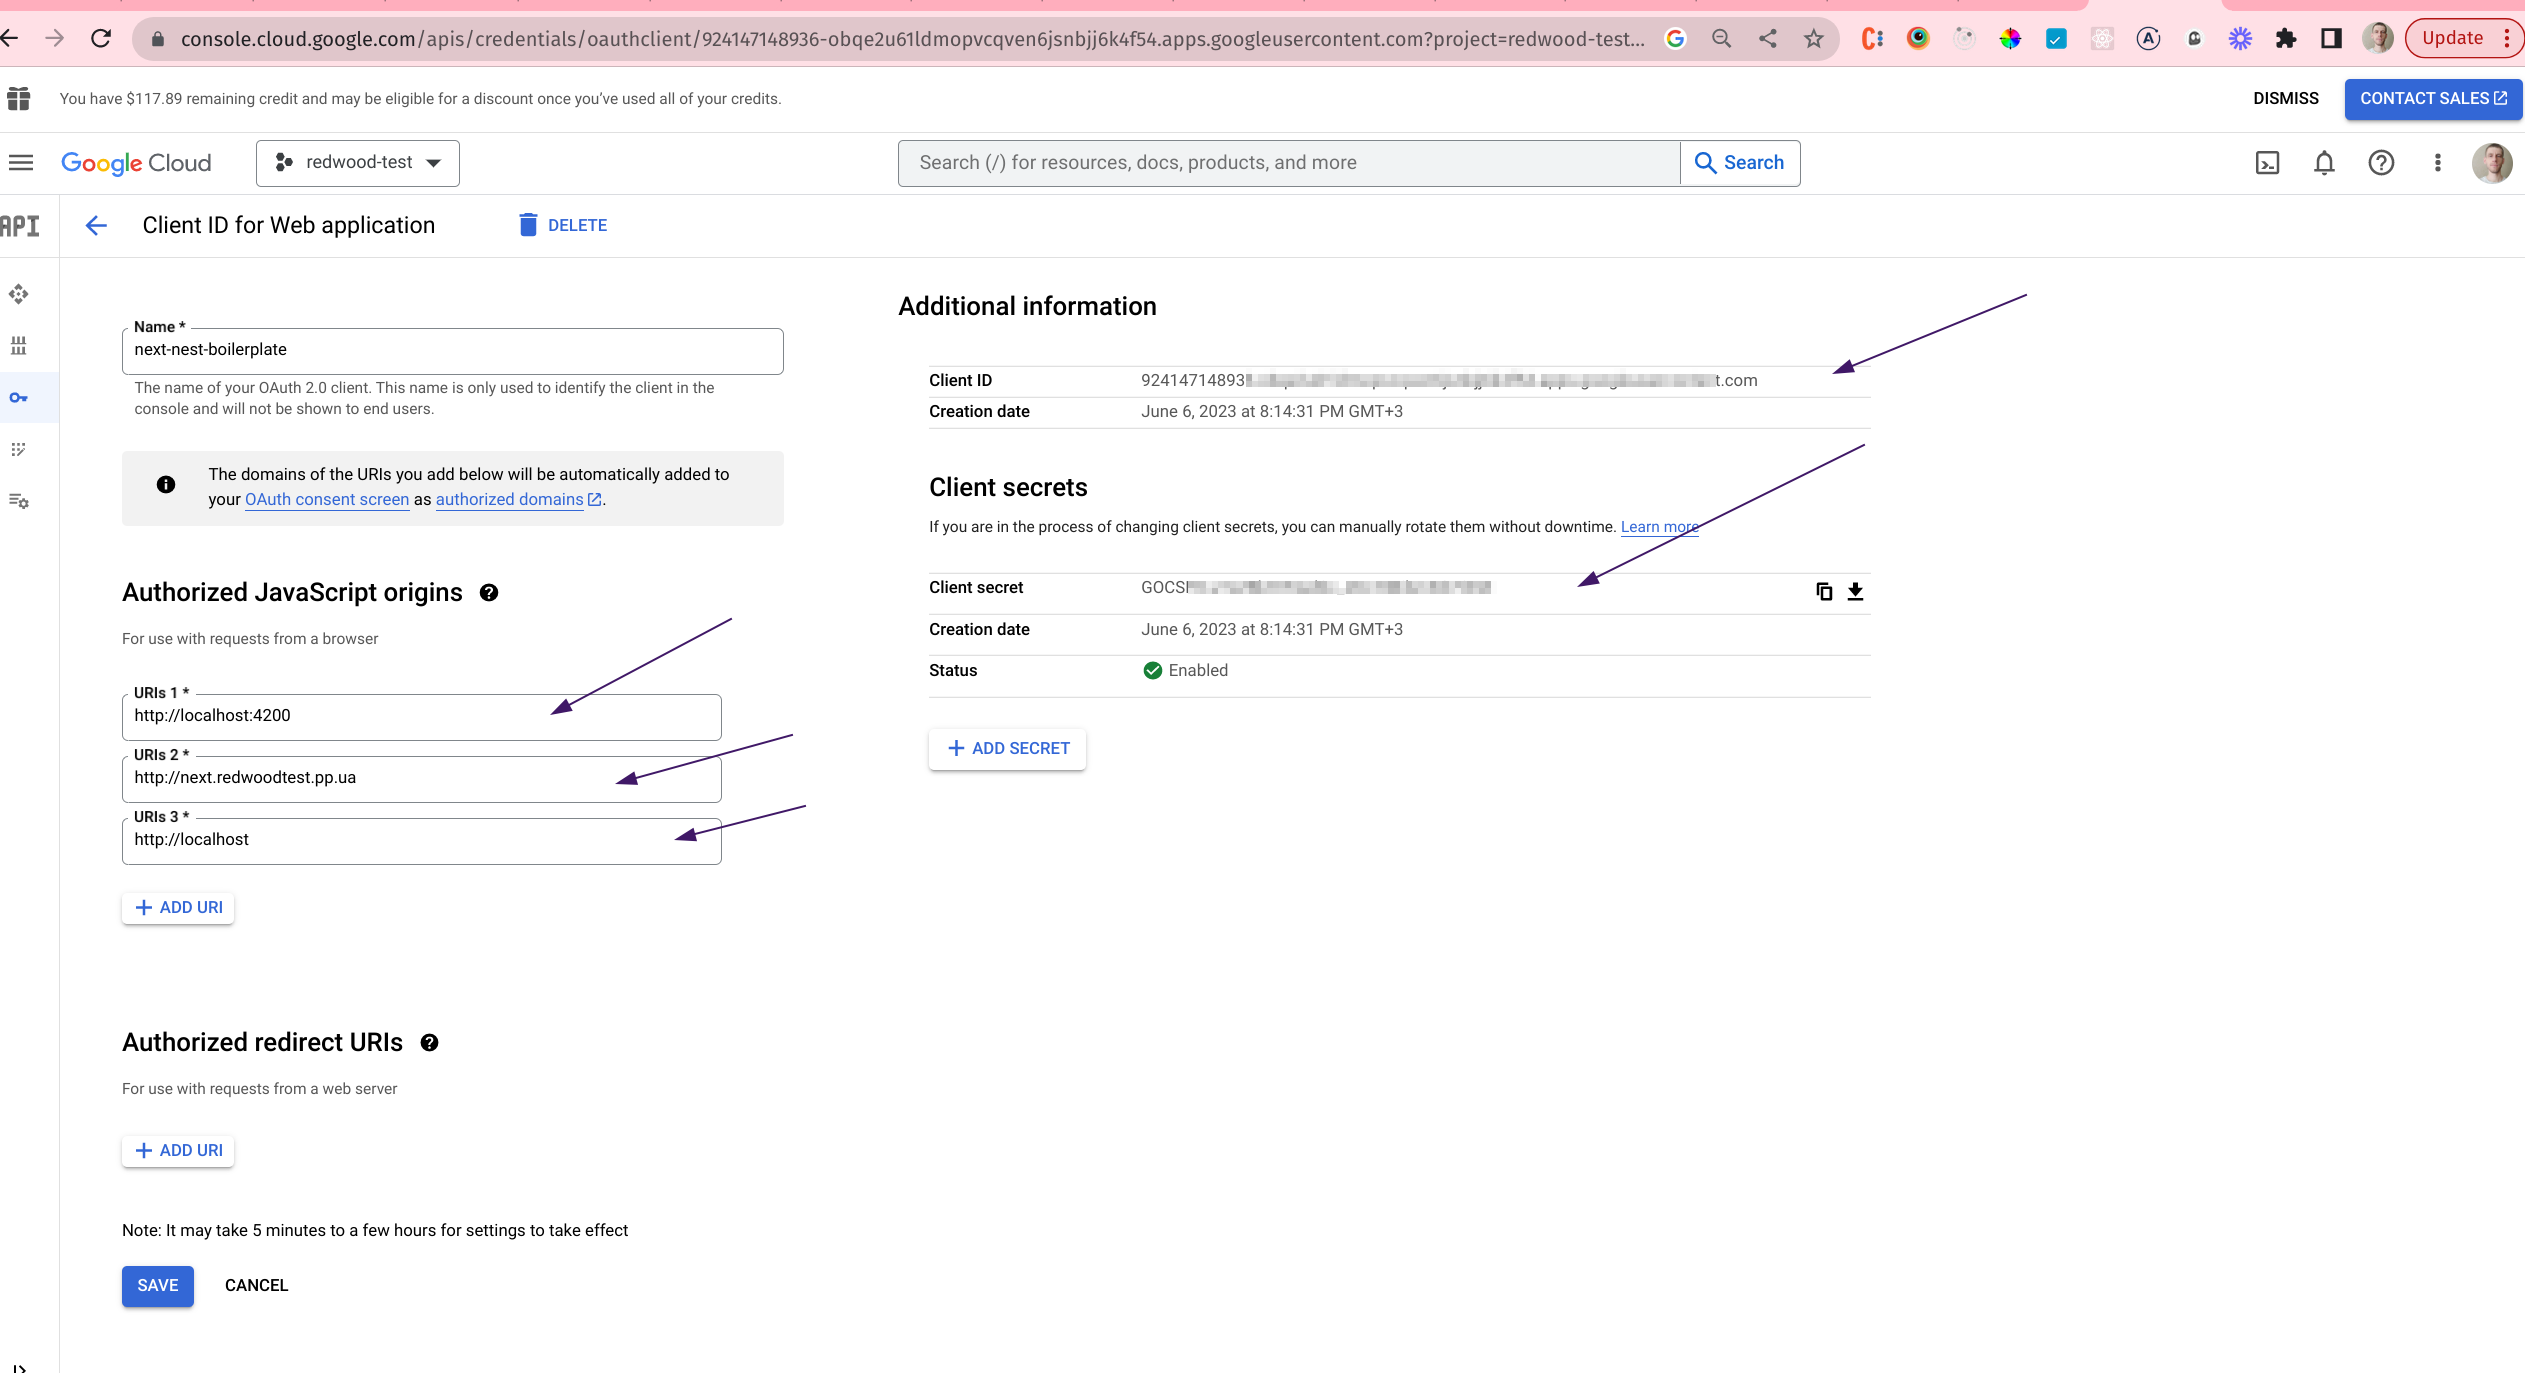 console.cloud.google.com/apis/credentials/oauthclient/924147148936-obqe2u61ldmopvcqven6jsnbjj6k4f54.apps.googleusercontent.com?project=redwood-test...
Update
You have $117.89 remaining credit and may be eligible for a discount once you’ve used all of your credits.
DISMISS
CONTACT SALES
Google Cloud
redwood-test
Search (/) for resources, docs, products, and more
Search
API
Client ID for Web application
DELETE
Name *
next-nest-boilerplate
The name of your OAuth 2.0 client. This name is only used to identify the client in the
console and will not be shown to end users.
The domains of the URIs you add below will be automatically added to
your OAuth consent screen as authorized domains.
Authorized JavaScript origins
For use with requests from a browser
URIs 1 *
http://localhost:4200
URIs 2 *
http://next.redwoodtest.pp.ua
URIs 3 *
http://localhost
ADD URI
Authorized redirect URIs
For use with requests from a web server
ADD URI
Note: It may take 5 minutes to a few hours for settings to take effect
SAVE
CANCEL
Additional information
Client ID 92414714893 t.com
Creation date June 6, 2023 at 8:14:31 PM GMT+3
Client secrets
If you are in the process of changing client secrets, you can manually rotate them without downtime. Learn more
Client secret GOCS
Creation date June 6, 2023 at 8:14:31 PM GMT+3
Status Enabled
ADD SECRET